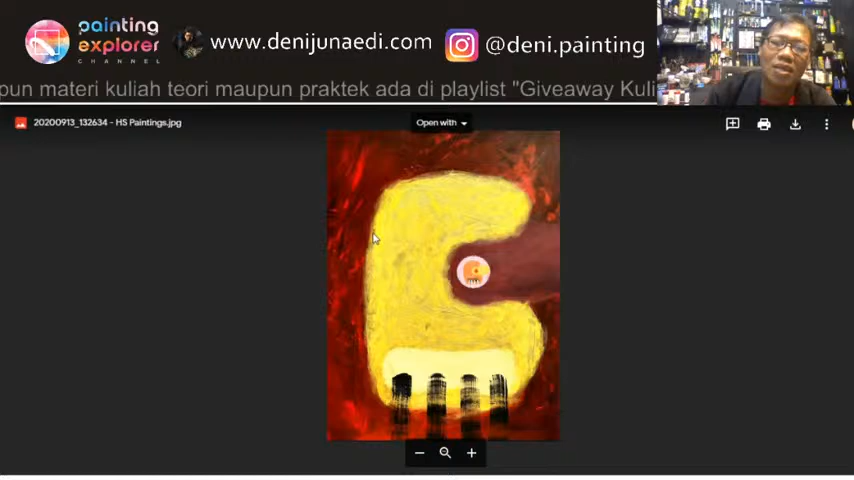 painting
explorer
CHANNEL
www.denijunaedi.com
@deni.painting
pun materi kuliah teori maupun praktek ada di playlist "Giveaway Kuli
20200913_132634 - HS Paintings.jpg
Open with